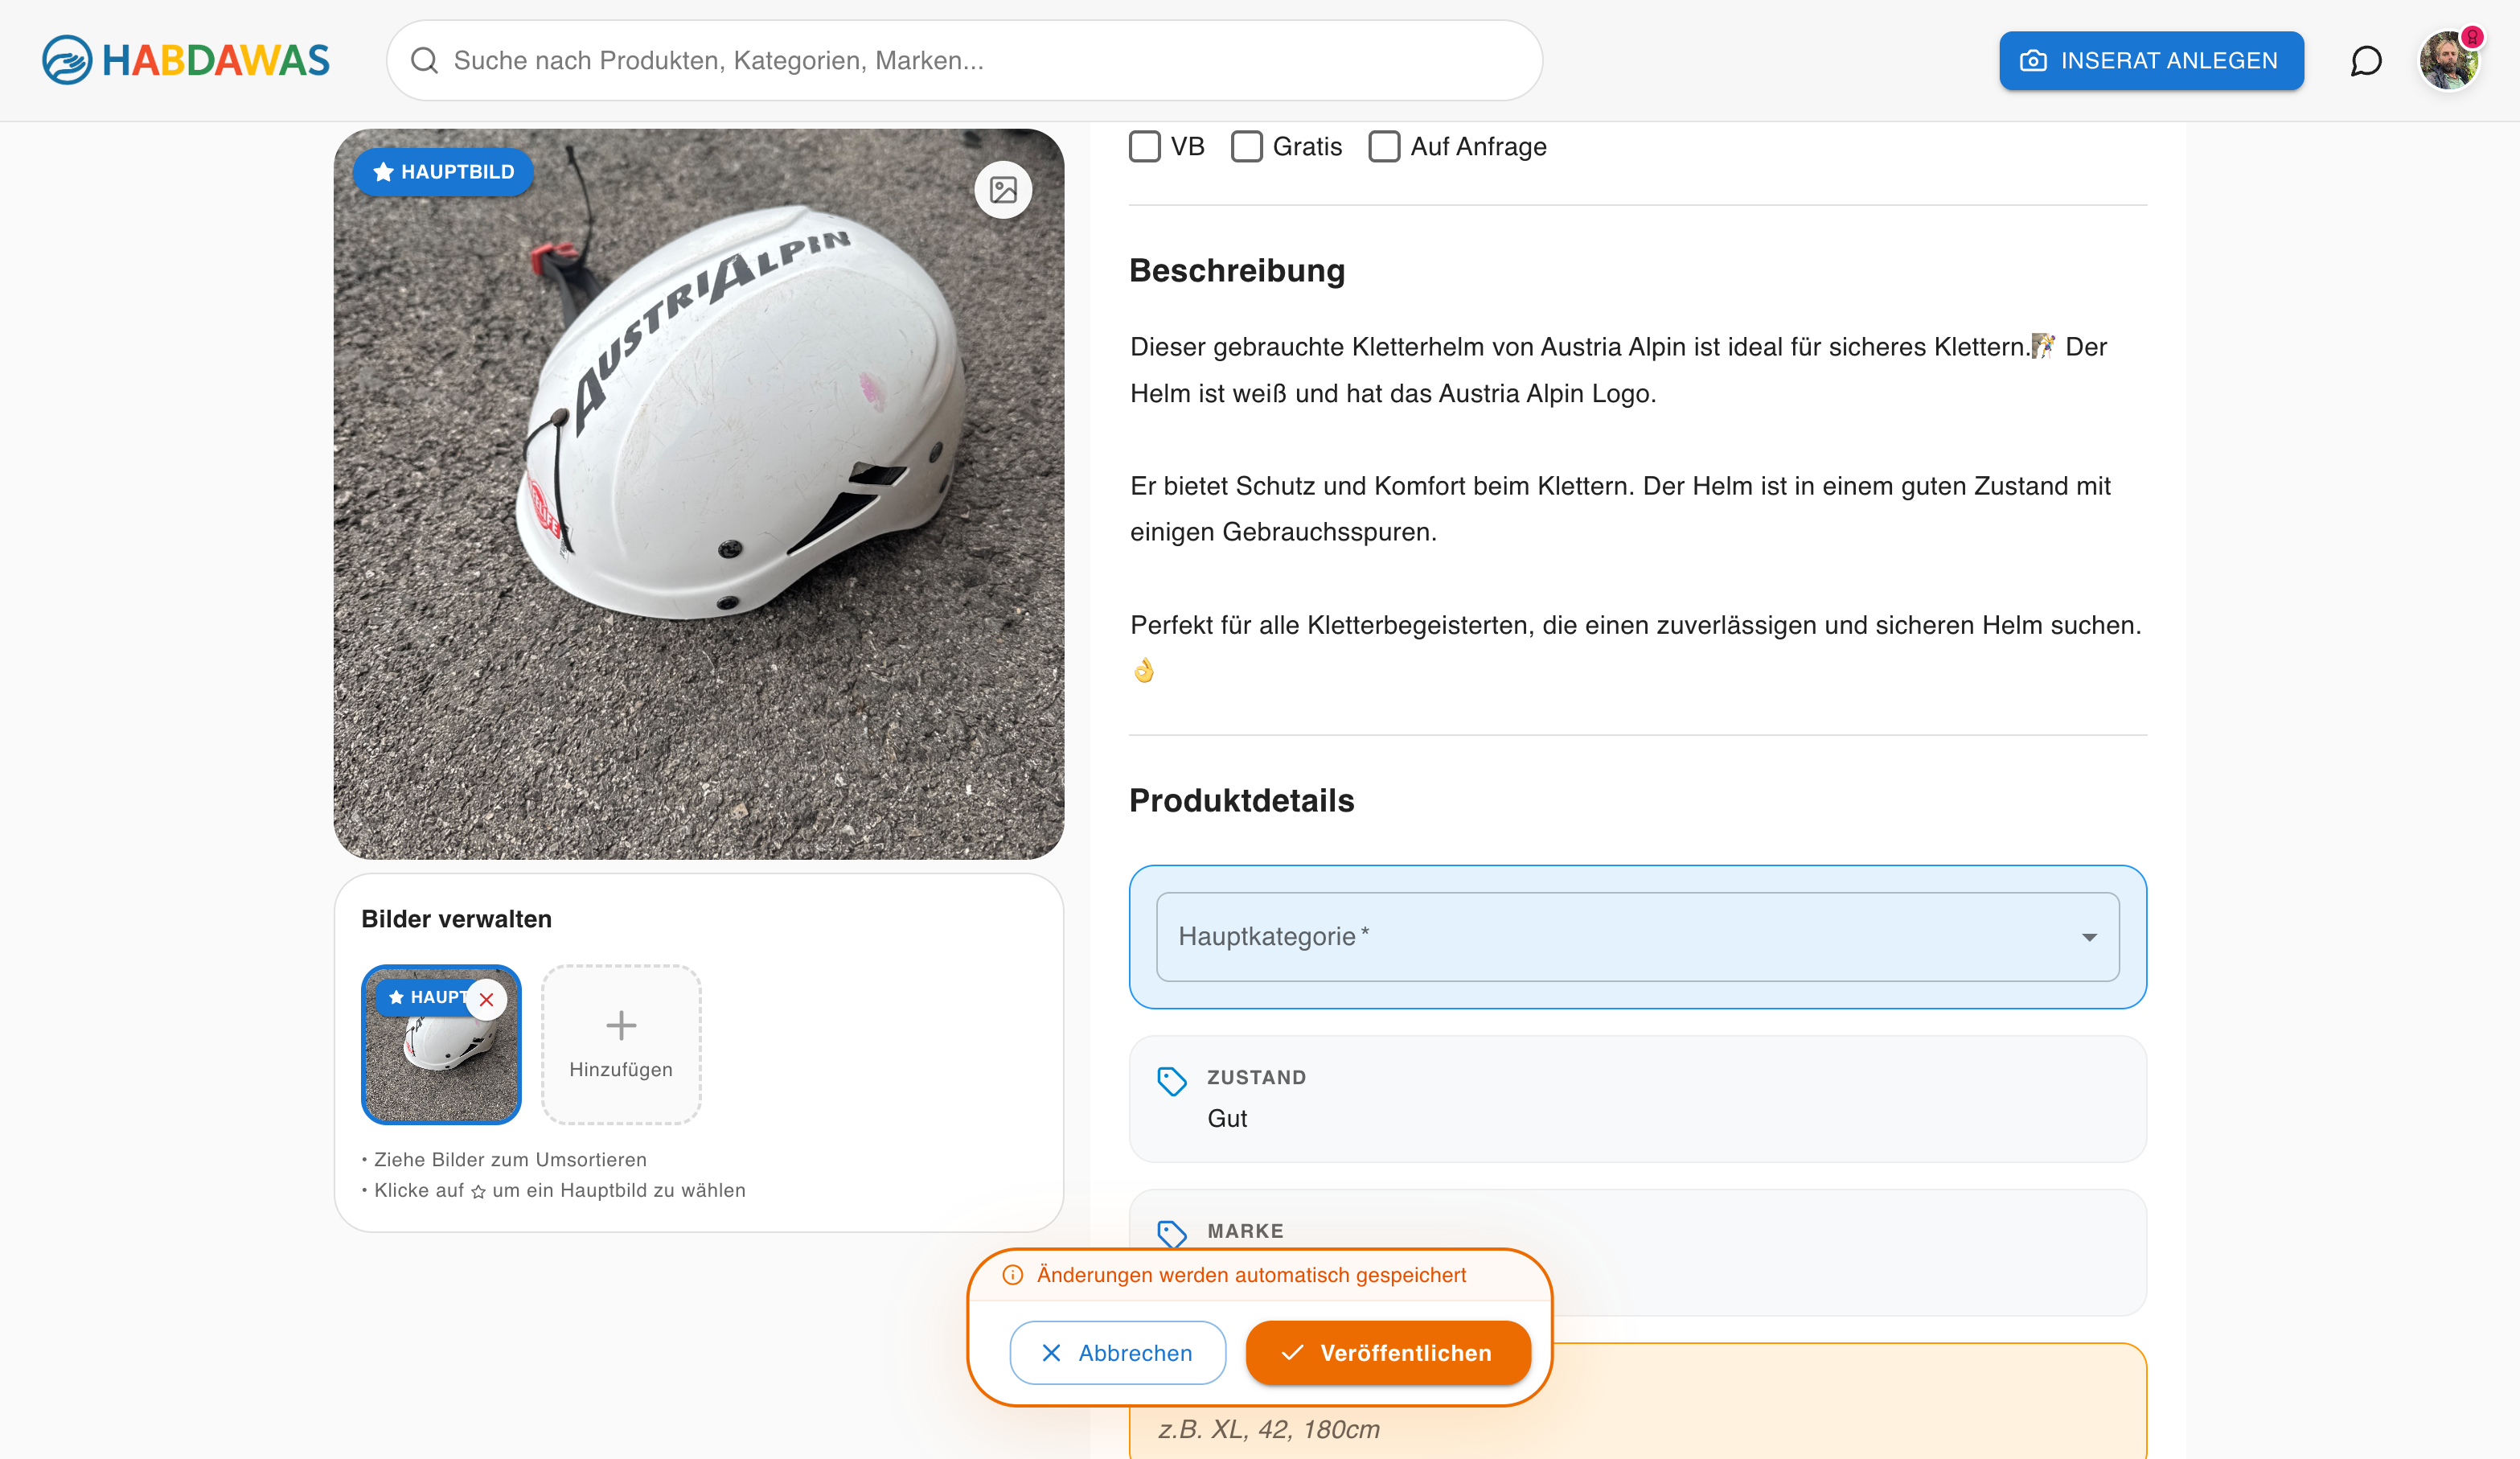 HABDAWAS
Suche nach Produkten, Kategorien, Marken...
INSERAT ANLEGEN
HAUPTBILD
AUSTRIALPIN
Bilder verwalten
HAUPT
Hinzufügen
• Ziehe Bilder zum Umsortieren
• Klicke auf ☆ um ein Hauptbild zu wählen
VB
Gratis
Auf Anfrage
Beschreibung
Dieser gebrauchte Kletterhelm von Austria Alpin ist ideal für sicheres Klettern.🧗 Der
Helm ist weiß und hat das Austria Alpin Logo.
Er bietet Schutz und Komfort beim Klettern. Der Helm ist in einem guten Zustand mit
einigen Gebrauchsspuren.
Perfekt für alle Kletterbegeisterten, die einen zuverlässigen und sicheren Helm suchen.
👌
Produktdetails
Hauptkategorie *
ZUSTAND
Gut
MARKE
Änderungen werden automatisch gespeichert
Abbrechen
Veröffentlichen
z.B. XL, 42, 180cm